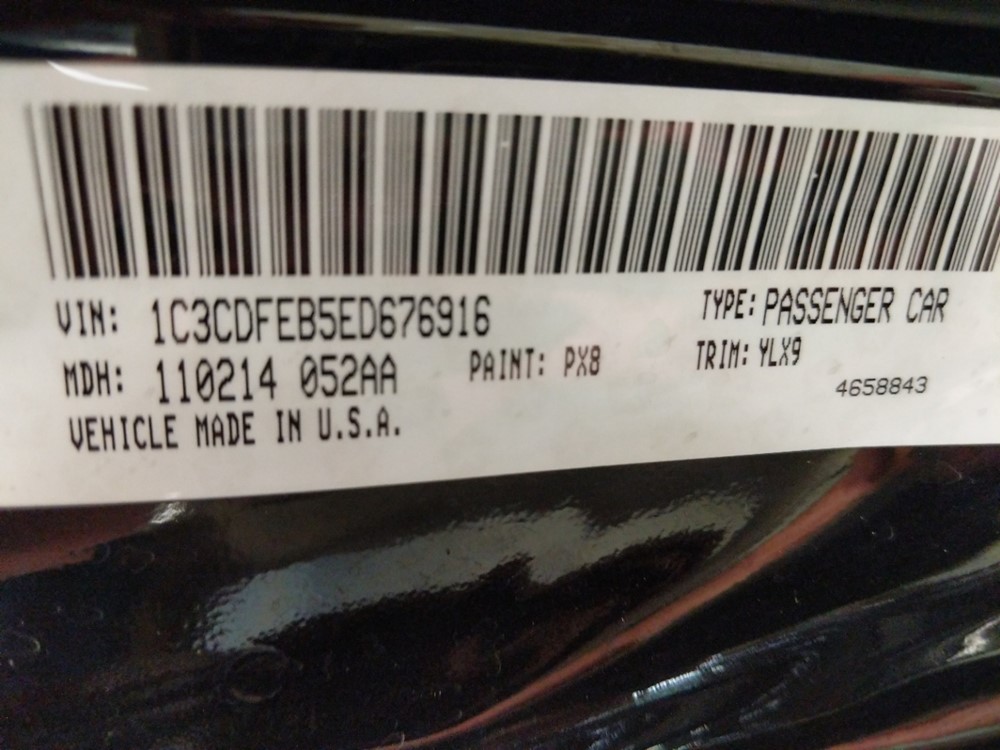 VIN: 1C3CDFEB5ED676916 TYPE: PASSENGER CAR
MDH: 110214 052AA PAINT: PX8 TRIM: YLX9
4658843
VEHICLE MADE IN U.S.A.